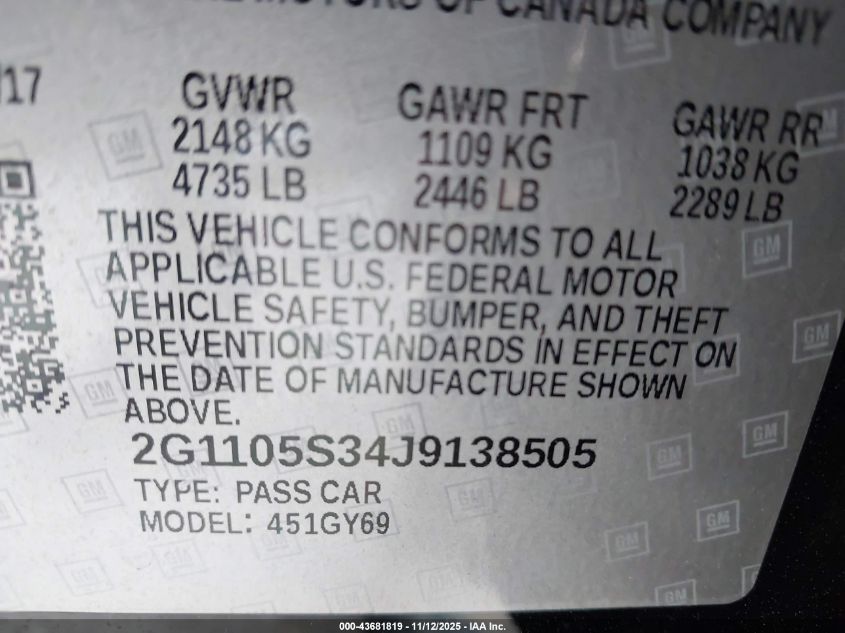 MOTORS OF CANADA COMPANY
/17
GVWR GAWR FRT GAWR RR
2148 KG 1109 KG 1038 KG
4735 LB 2446 LB 2289 LB
THIS VEHICLE CONFORMS TO ALL
APPLICABLE U.S. FEDERAL MOTOR
VEHICLE SAFETY, BUMPER, AND THEFT
PREVENTION STANDARDS IN EFFECT ON
THE DATE OF MANUFACTURE SHOWN
ABOVE.
2G1105S34J9138505
TYPE: PASS CAR
MODEL: 451GY69
000-43681819 - 11/12/2025 - IAA Inc.